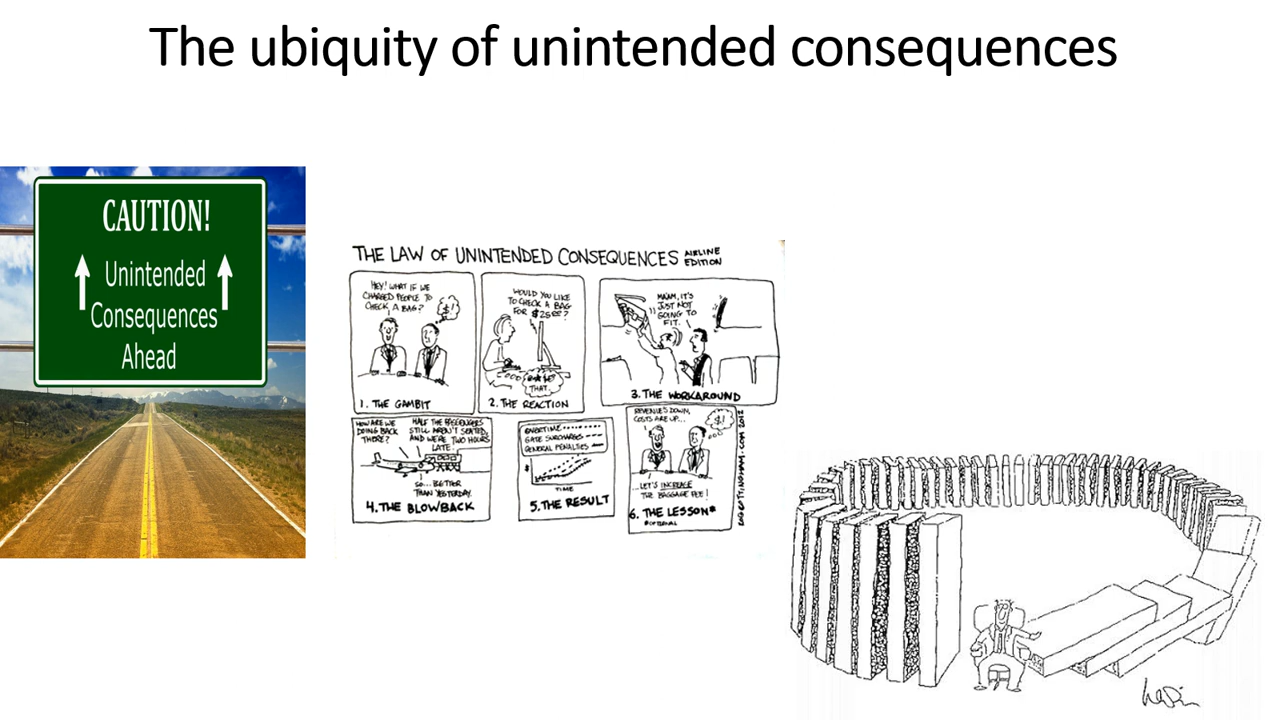 The ubiquity of unintended consequences
CAUTION!
Unintended
Consequences
Ahead
THE LAW OF UNINTENDED CONSEQUENCES AIRLINE
EDITION
HEY! WHAT IF WE
CHARGED PEOPLE TO
CHECK A BAG?
$!
1. THE GAMBIT
WOULD YOU LIKE
TO CHECK A BAG
FOR $25.00?
THAT.
2. THE REACTION
MA'AM, IT'S
JUST NOT
GOING TO
FIT.
3. THE WORKAROUND
HOW ARE WE
DOING BACK
THERE?
HALF THE PASSENGERS
STILL AREN'T SEATED,
AND WE'RE TWO HOURS
LATE!
SO... BETTER
THAN YESTERDAY.
4. THE BLOWBACK
OVERTIME
GATE SURCHARGES
GENERAL PENALTIES
$
TIME
5. THE RESULT
REVENUE'S DOWN,
COSTS ARE UP...
$!
...LET'S INCREASE
THE BAGGAGE FEE!
6. THE LESSON*
*OPTIONAL